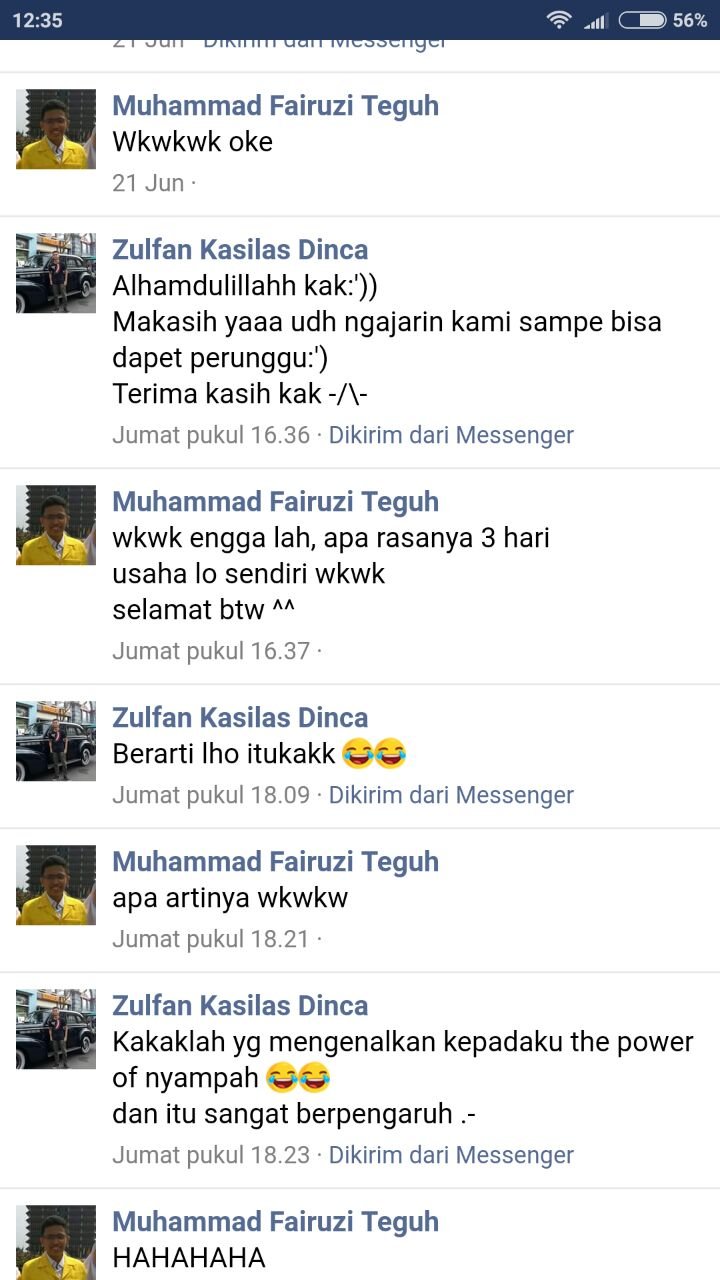 12:35
56%
21 Jun · Dikirim dari Messenger
Muhammad Fairuzi Teguh
Wkwkwk oke
21 Jun ·
Zulfan Kasilas Dinca
Alhamdulillahh kak:'))
Makasih yaaa udh ngajarin kami sampe bisa
dapet perunggu:')
Terima kasih kak -/\-
Jumat pukul 16.36 · Dikirim dari Messenger
Muhammad Fairuzi Teguh
wkwk engga lah, apa rasanya 3 hari
usaha lo sendiri wkwk
selamat btw ^^
Jumat pukul 16.37 ·
Zulfan Kasilas Dinca
Berarti lho itukakk 😂😂
Jumat pukul 18.09 · Dikirim dari Messenger
Muhammad Fairuzi Teguh
apa artinya wkwkw
Jumat pukul 18.21 ·
Zulfan Kasilas Dinca
Kakaklah yg mengenalkan kepadaku the power
of nyampah 😂😂
dan itu sangat berpengaruh .-
Jumat pukul 18.23 · Dikirim dari Messenger
Muhammad Fairuzi Teguh
HAHAHAHA